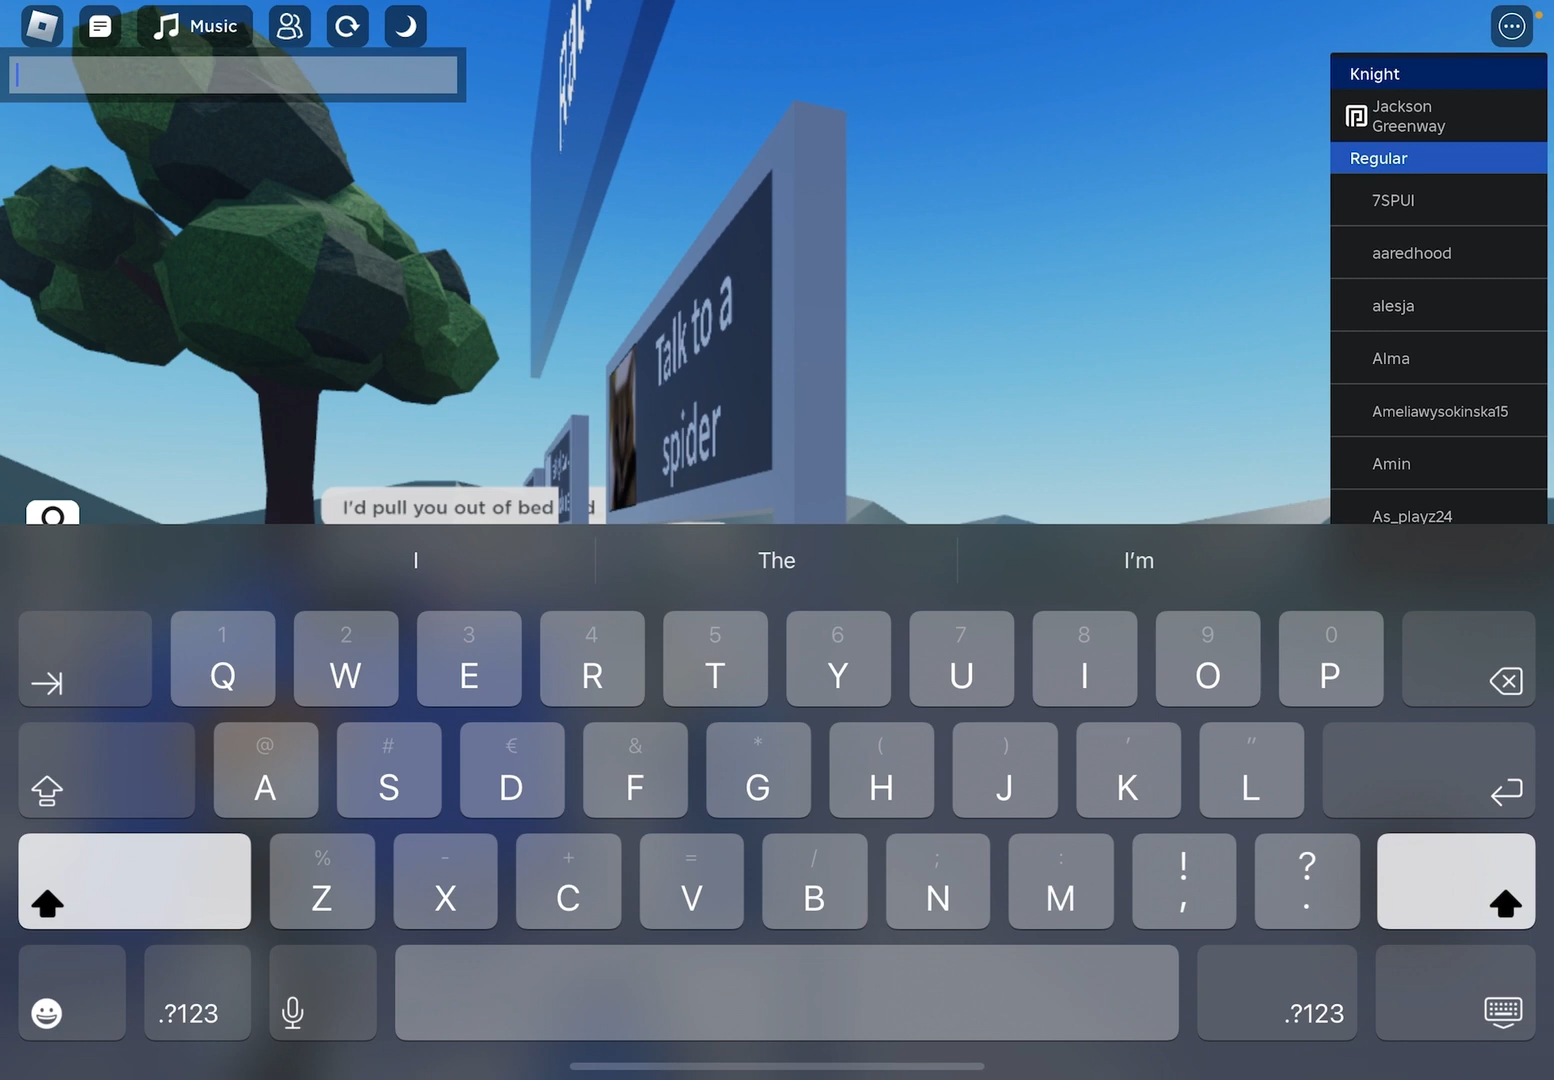 Music
Knight
Jackson
Greenway
Regular
7SPUI
aaredhood
alesja
Alma
Ameliawysokinska15
Amin
As_playz24
Talk to a
spider
I'd pull you out of bed
I
The
I'm
1 2 3 4 5 6 7 8 9 0
Q W E R T Y U I O P
@ # € & * ( ) ' "
A S D F G H J K L
% - + = / ; : ! ?
Z X C V B N M , .
.?123 .?123